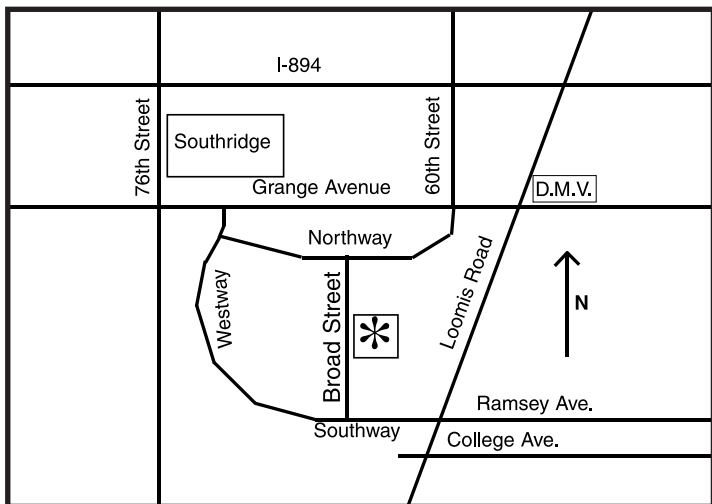 I-894
76th Street
Southridge
60th Street
Grange Avenue
D.M.V.
Northway
Westway
Broad Street
Loomis Road
N
Ramsey Ave.
Southway
College Ave.